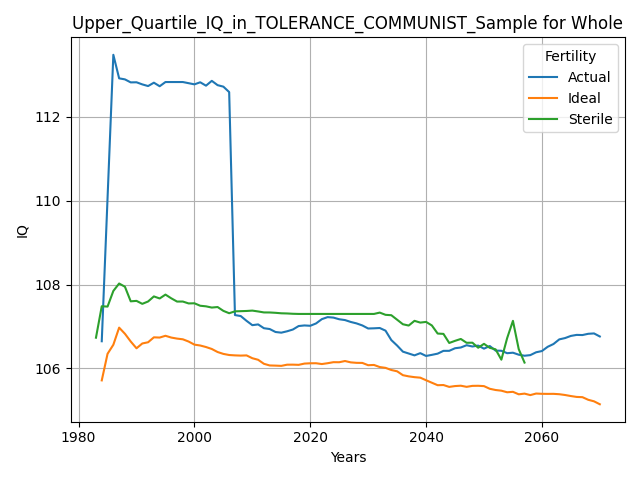 Upper_Quartile_IQ_in_TOLERANCE_COMMUNIST_Sample for Whole
Fertility
Actual
Ideal
Sterile
IQ
112
110
108
106
1980
2000
2020
2040
2060
Years